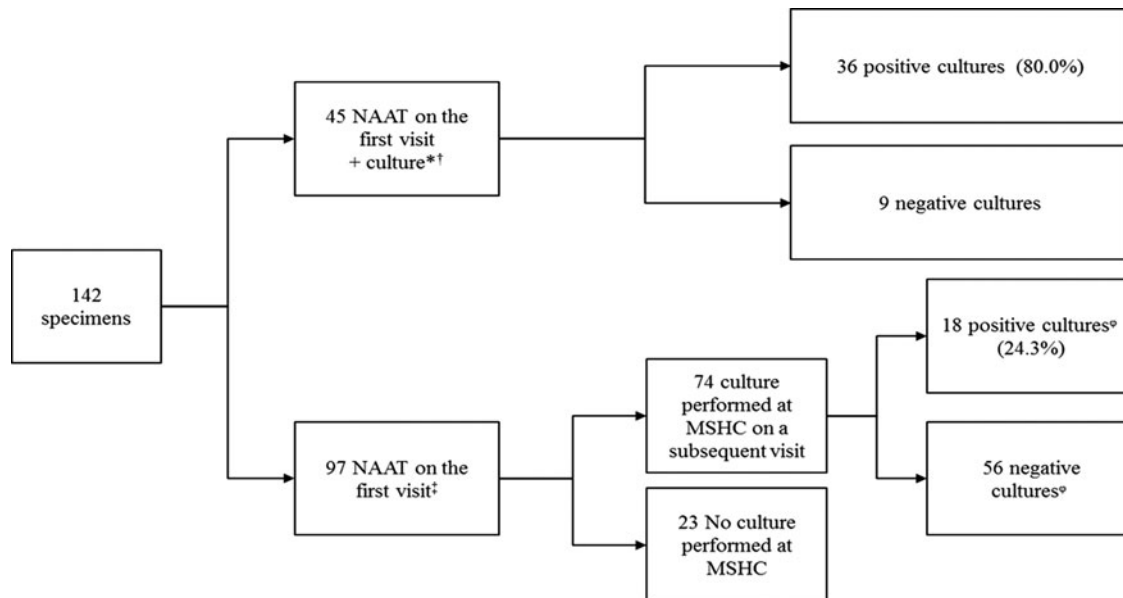 142
specimens
45 NAAT on the
first visit
+ culture*†
36 positive cultures (80.0%)
9 negative cultures
97 NAAT on the
first visit‡
74 culture
performed at
MSHC on a
subsequent visit
18 positive culturesᵠ
(24.3%)
56 negative
culturesᵠ
23 No culture
performed at
MSHC